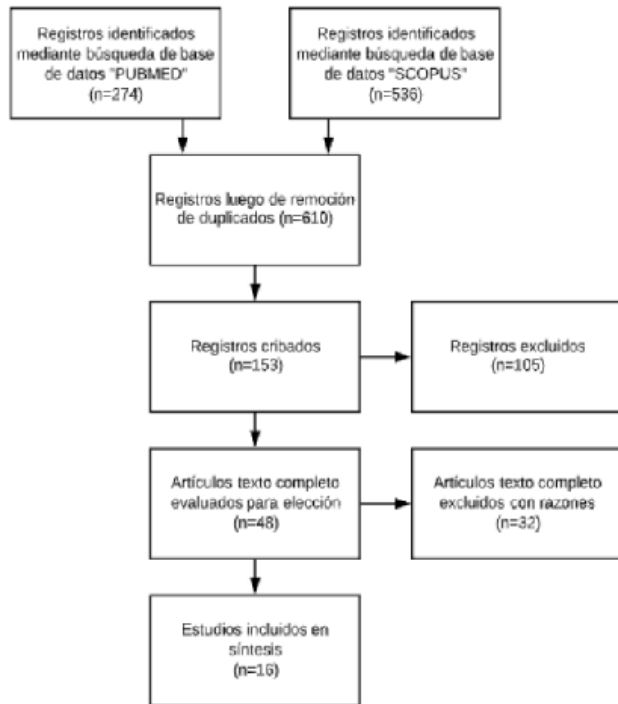 Registros identificados
mediante búsqueda de base
de datos "PUBMED"
(n=274)
Registros identificados
mediante búsqueda de base
de datos "SCOPUS"
(n=536)
Registros luego de remoción
de duplicados (n=610)
Registros cribados
(n=153)
Registros excluidos
(n=105)
Artículos texto completo
evaluados para elección
(n=48)
Artículos texto completo
excluidos con razones
(n=32)
Estudios incluidos en
síntesis
(n=16)